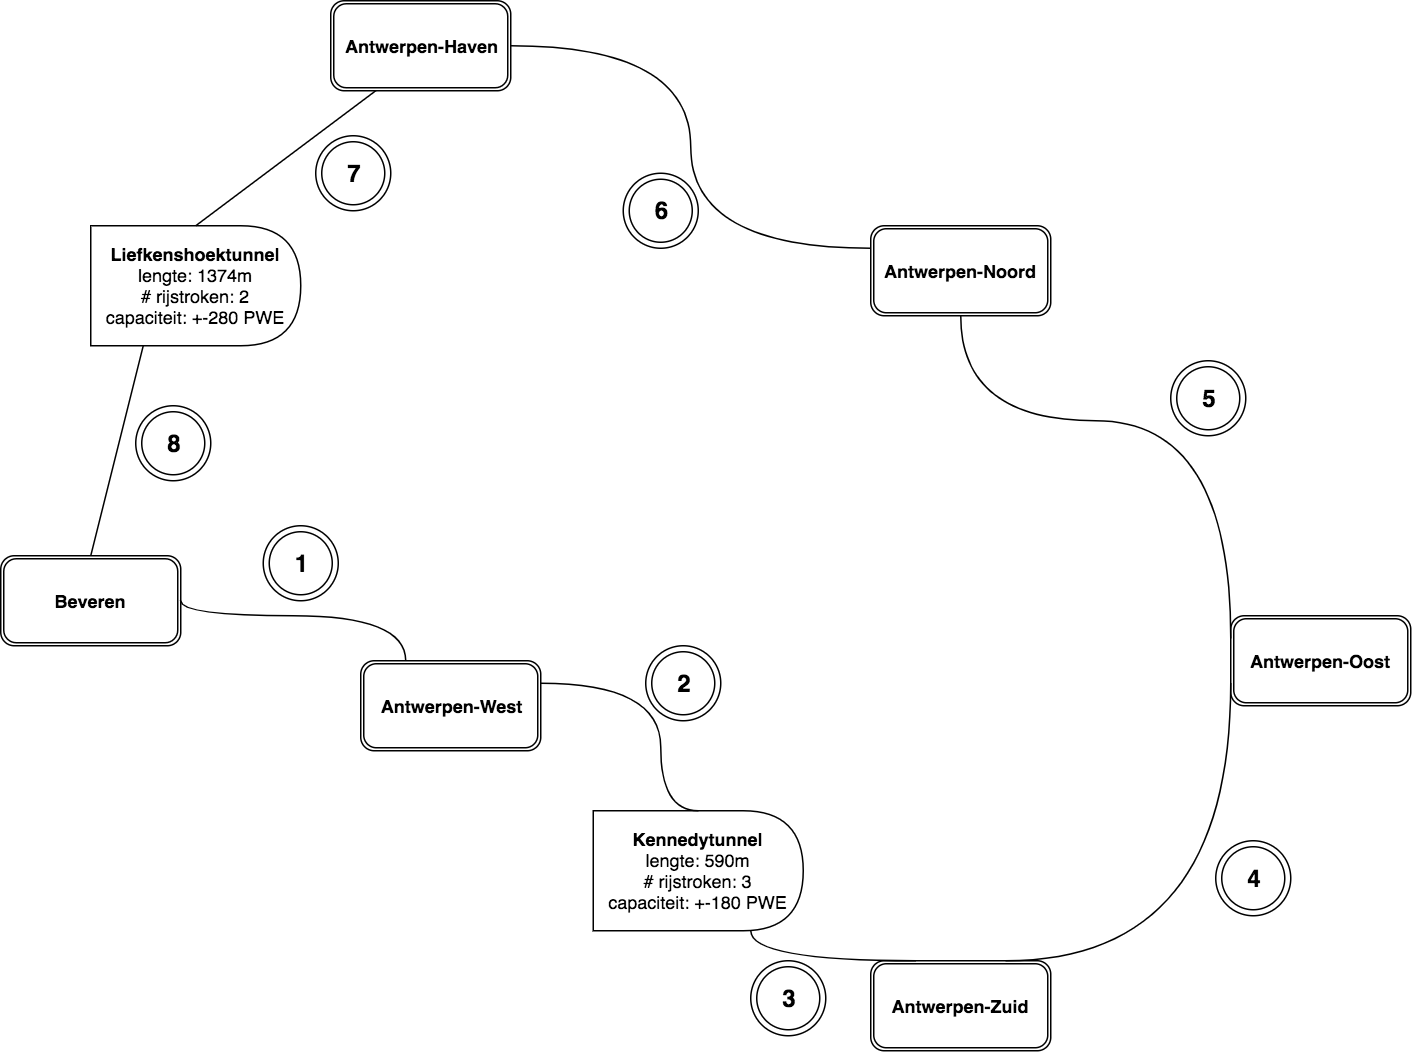 Antwerpen-Haven
7
6
Liefkenshoektunnel
lengte: 1374m
# rijstroken: 2
capaciteit: +-280 PWE
Antwerpen-Noord
5
8
1
Beveren
Antwerpen-West
2
Antwerpen-Oost
Kennedytunnel
lengte: 590m
# rijstroken: 3
capaciteit: +-180 PWE
4
3
Antwerpen-Zuid